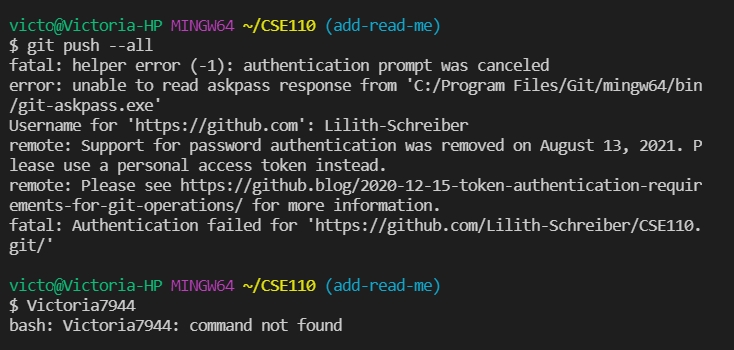 victo@Victoria-HP MINGW64 ~/CSE110 (add-read-me)
$ git push --all
fatal: helper error (-1): authentication prompt was canceled
error: unable to read askpass response from 'C:/Program Files/Git/mingw64/bin
/git-askpass.exe'
Username for 'https://github.com': Lilith-Schreiber
remote: Support for password authentication was removed on August 13, 2021. P
lease use a personal access token instead.
remote: Please see https://github.blog/2020-12-15-token-authentication-requir
ements-for-git-operations/ for more information.
fatal: Authentication failed for 'https://github.com/Lilith-Schreiber/CSE110.
git/'
victo@Victoria-HP MINGW64 ~/CSE110 (add-read-me)
$ Victoria7944
bash: Victoria7944: command not found